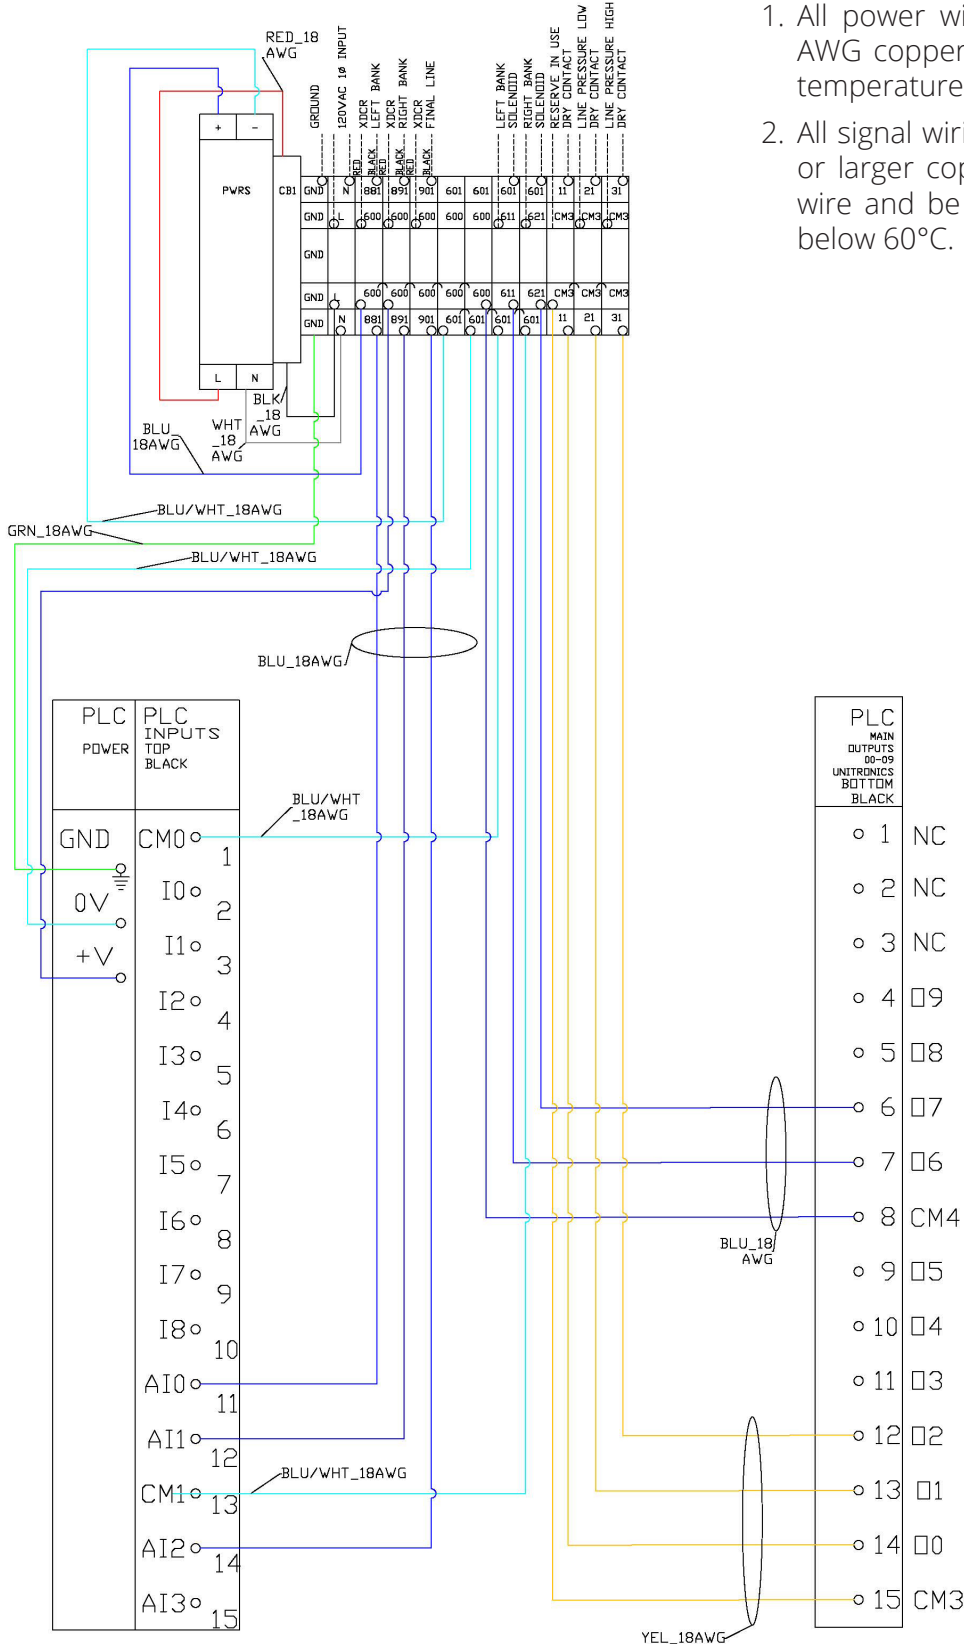 1. All power wi
AWG copper
temperature
2. All signal wiri
or larger cop
wire and be
below 60°C.
RED_18
AWG
GROUND
120VAC 1Ø INPUT
XDCR
LEFT BANK
XDCR
RIGHT BANK
XDCR
FINAL LINE
LEFT BANK
SOLENOID
RIGHT BANK
SOLENOID
RESERVE IN USE
DRY CONTACT
LINE PRESSURE LOW
DRY CONTACT
LINE PRESSURE HIGH
DRY CONTACT
RED
BLACK
RED
BLACK
RED
BLACK
+ -
PWRS
CB1
GND N 881 891 901 601 601 601 601 11 21 31
GND L 600 600 600 600 600 611 621 CM3 CM3 CM3
GND
GND L 600 600 600 600 600 611 621 CM3 CM3 CM3
GND N 881 891 901 601 601 601 601 11 21 31
L N
BLK
_18
AWG
WHT
_18
AWG
BLU_
18AWG
BLU/WHT_18AWG
GRN_18AWG
BLU/WHT_18AWG
BLU_18AWG
PLC
POWER
PLC
INPUTS
TOP
BLACK
GND
0V
+V
BLU/WHT
_18AWG
CM0 1
I0 2
I1 3
I2 4
I3 5
I4 6
I5 7
I6 8
I7 9
I8 10
AI0 11
AI1 12
CM1 13
AI2 14
AI3 15
BLU/WHT_18AWG
PLC
MAIN
OUTPUTS
00-09
UNITRONICS
BOTTOM
BLACK
1 NC
2 NC
3 NC
4 O9
5 O8
6 O7
7 O6
8 CM4
9 O5
10 O4
11 O3
12 O2
13 O1
14 O0
15 CM3
BLU_18
AWG
YEL_18AWG